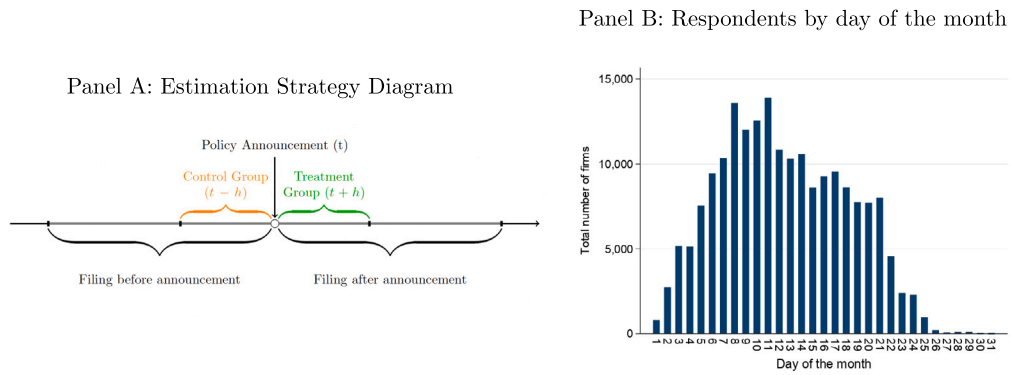 Panel A: Estimation Strategy Diagram
Policy Announcement (t)
Control Group
(t − h)
Treatment
Group (t + h)
Filing before announcement
Filing after announcement
Panel B: Respondents by day of the month
Total number of firms
15,000
10,000
5,000
0
1 2 3 4 5 6 7 8 9 10 11 12 13 14 15 16 17 18 19 20 21 22 23 24 25 26 27 28 29 30 31
Day of the month